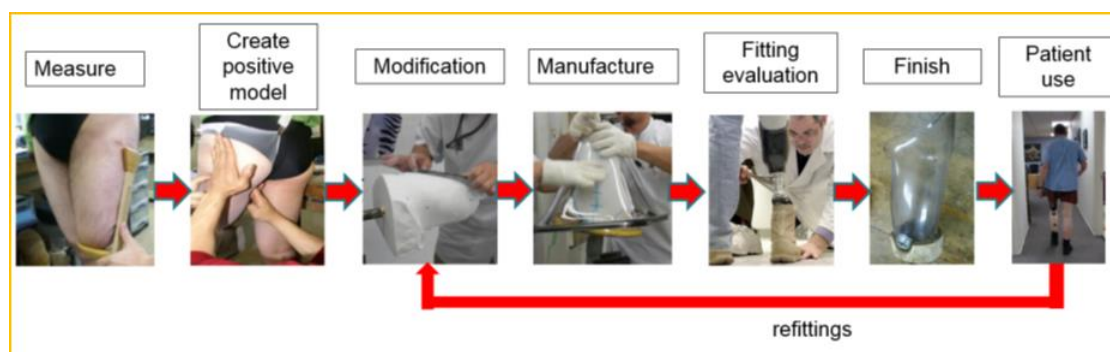 Measure
Create
positive
model
Modification
Manufacture
Fitting
evaluation
Finish
Patient
use
refittings